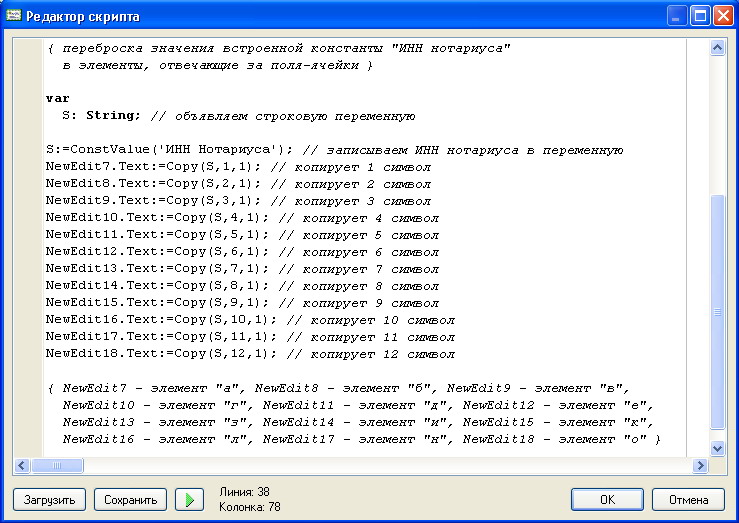 Редактор скрипта
{ переброска значения встроенной константы "ИНН нотариуса"
в элементы, отвечающие за поля-ячейки }
var
S: String; // объявляем строковую переменную
S:=ConstValue('ИНН Нотариуса'); // записываем ИНН нотариуса в переменную
NewEdit7.Text:=Copy(S,1,1); // копирует 1 символ
NewEdit8.Text:=Copy(S,2,1); // копирует 2 символ
NewEdit9.Text:=Copy(S,3,1); // копирует 3 символ
NewEdit10.Text:=Copy(S,4,1); // копирует 4 символ
NewEdit11.Text:=Copy(S,5,1); // копирует 5 символ
NewEdit12.Text:=Copy(S,6,1); // копирует 6 символ
NewEdit13.Text:=Copy(S,7,1); // копирует 7 символ
NewEdit14.Text:=Copy(S,8,1); // копирует 8 символ
NewEdit15.Text:=Copy(S,9,1); // копирует 9 символ
NewEdit16.Text:=Copy(S,10,1); // копирует 10 символ
NewEdit17.Text:=Copy(S,11,1); // копирует 11 символ
NewEdit18.Text:=Copy(S,12,1); // копирует 12 символ
{ NewEdit7 - элемент "а", NewEdit8 - элемент "б", NewEdit9 - элемент "в",
NewEdit10 - элемент "г", NewEdit11 - элемент "д", NewEdit12 - элемент "е",
NewEdit13 - элемент "з", NewEdit14 - элемент "и", NewEdit15 - элемент "к",
NewEdit16 - элемент "л", NewEdit17 - элемент "н", NewEdit18 - элемент "о" }
Загрузить Сохранить Линия: 38
Колонка: 78
OK Отмена